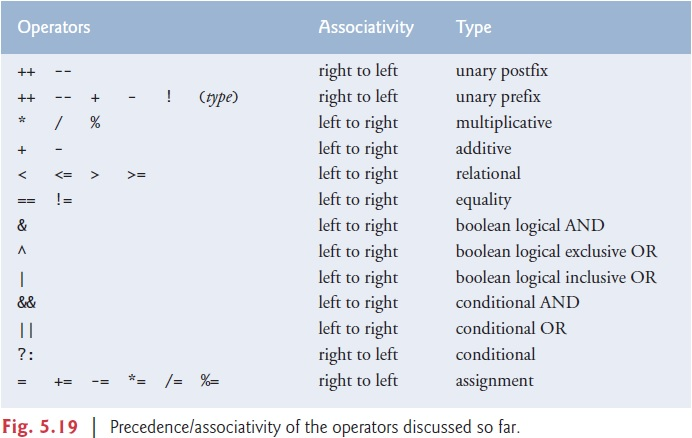 Operators Associativity Type
++ -- right to left unary postfix
++ -- + - ! (type) right to left unary prefix
* / % left to right multiplicative
+ - left to right additive
< <= > >= left to right relational
== != left to right equality
& left to right boolean logical AND
^ left to right boolean logical exclusive OR
| left to right boolean logical inclusive OR
&& left to right conditional AND
|| left to right conditional OR
?: right to left conditional
= += -= *= /= %= right to left assignment
Fig. 5.19 | Precedence/associativity of the operators discussed so far.